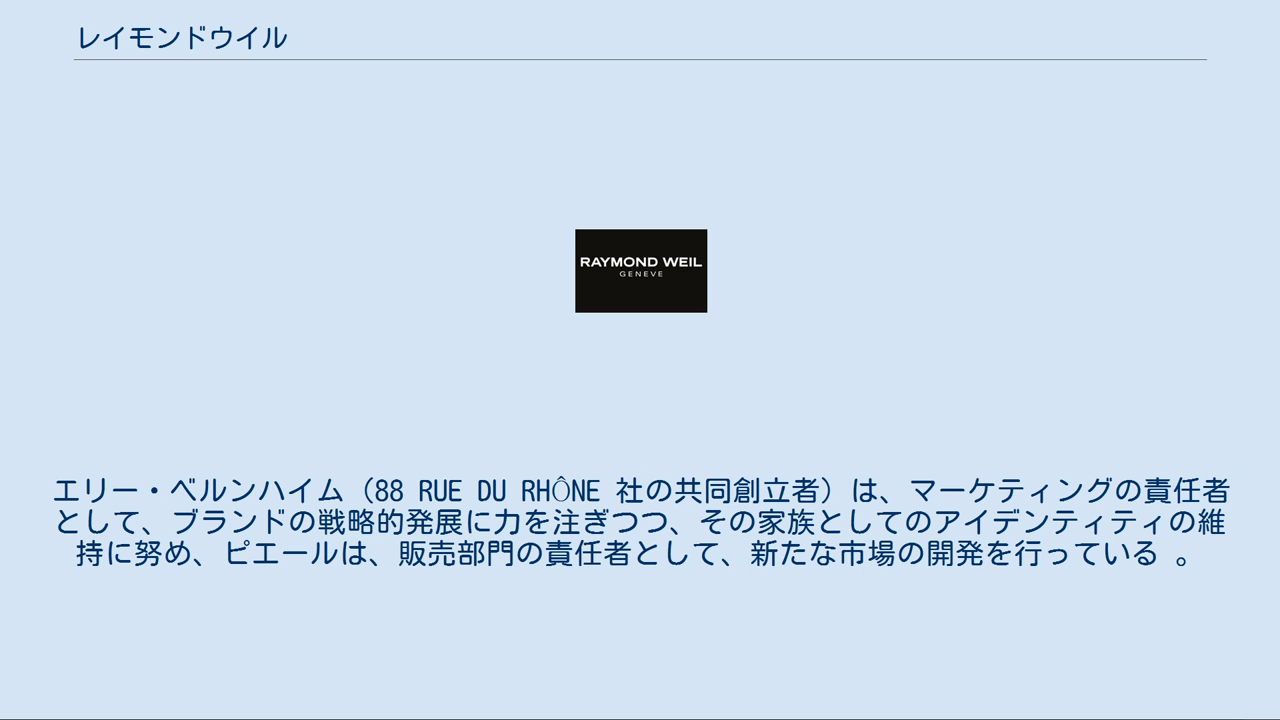 レイモンドウイル
RAYMOND WEIL
GENEVE
エリー・ベルンハイム（88 RUE DU RHÔNE 社の共同創立者）は、マーケティングの責任者
として、ブランドの戦略的発展に力を注ぎつつ、その家族としてのアイデンティティの維
持に努め、ピエールは、販売部門の責任者として、新たな市場の開発を行っている 。